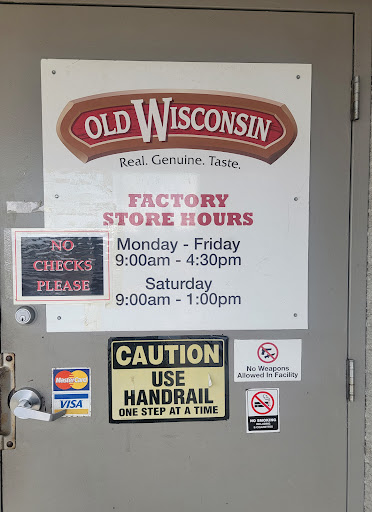 OLD WISCONSIN
Real. Genuine. Taste.
FACTORY
STORE HOURS
Monday - Friday
9:00am - 4:30pm
Saturday
9:00am - 1:00pm
NO
CHECKS
PLEASE
CAUTION
USE
HANDRAIL
ONE STEP AT A TIME
MasterCard
VISA
No Weapons
Allowed In Facility
NO SMOKING
INCLUDING
E-CIGARETTES